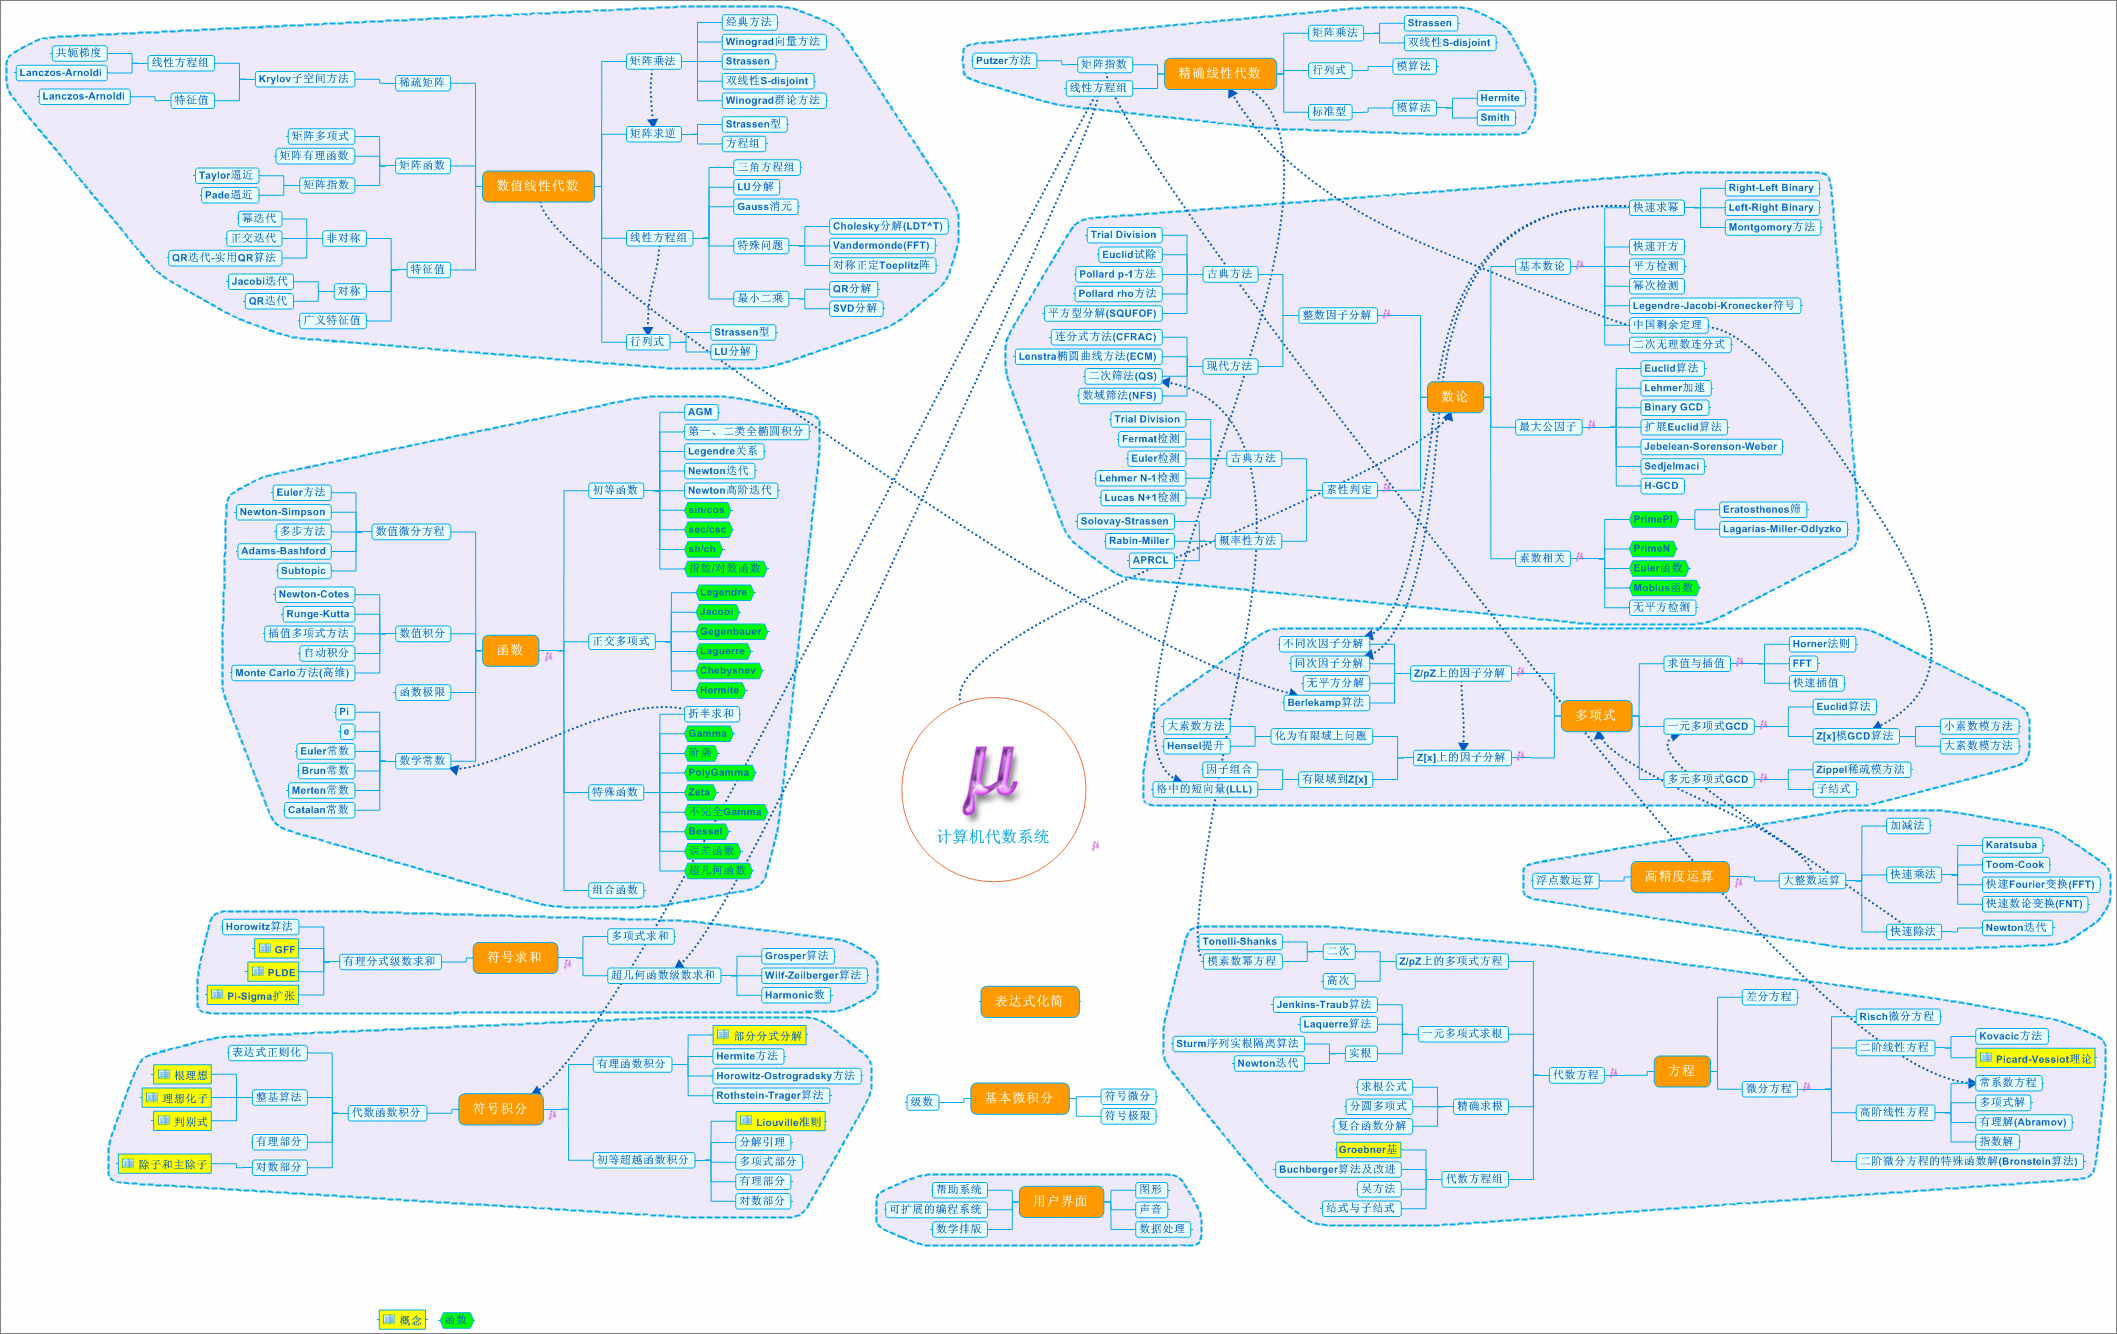 共轭梯度
Lanczos-Arnoldi
线性方程组
Lanczos-Arnoldi
特征值
Krylov子空间方法
稀疏矩阵
矩阵多项式
矩阵有理函数
Taylor逼近
Pade逼近
矩阵指数
矩阵函数
幂迭代
正交迭代
QR迭代-实用QR算法
非对称
Jacobi迭代
QR迭代
对称
广义特征值
特征值
数值线性代数
矩阵乘法
经典方法
Winograd向量方法
Strassen
双线性S-disjoint
Winograd群论方法
矩阵求逆
Strassen型
方程组
线性方程组
三角方程组
LU分解
Gauss消元
特殊问题
Cholesky分解(LDT^T)
Vandermonde(FFT)
对称正定Toeplitz阵
最小二乘
QR分解
SVD分解
行列式
Strassen型
LU分解
Putzer方法
矩阵指数
线性方程组
精确线性代数
矩阵乘法
Strassen
双线性S-disjoint
行列式
模算法
标准型
模算法
Hermite
Smith
Trial Division
Euclid试除
Pollard p-1方法
Pollard rho方法
平方型分解(SQUFOF)
古典方法
连分式方法(CFRAC)
Lenstra椭圆曲线方法(ECM)
二次筛法(QS)
数域筛法(NFS)
现代方法
整数因子分解
Trial Division
Fermat检测
Euler检测
Lehmer N-1检测
Lucas N+1检测
古典方法
Solovay-Strassen
Rabin-Miller
APRCL
概率性方法
素性判定
数论
基本数论
快速求幂
Right-Left Binary
Left-Right Binary
Montgomory方法
快速开方
平方检测
幂次检测
Legendre-Jacobi-Kronecker符号
中国剩余定理
二次无理数连分式
最大公因子
Euclid算法
Lehmer加速
Binary GCD
扩展Euclid算法
Jebelean-Sorenson-Weber
Sedjelmaci
H-GCD
素数相关
PrimePi
Eratosthenes筛
Lagarias-Miller-Odlyzko
PrimeN
Euler函数
Mobius函数
无平方检测
Euler方法
Newton-Simpson
多步方法
Adams-Bashford
Subtopic
数值微分方程
Newton-Cotes
Runge-Kutta
插值多项式方法
自动积分
Monte Carlo方法(高维)
数值积分
函数极限
Pi
e
Euler常数
Brun常数
Merten常数
Catalan常数
数学常数
函数
初等函数
AGM
第一、二类全椭圆积分
Legendre关系
Newton迭代
Newton高阶迭代
sin/cos
sec/csc
sh/ch
指数/对数函数
正交多项式
Legendre
Jacobi
Gegenbauer
Laguerre
Chebyshev
Hermite
特殊函数
折半求和
Gamma
阶乘
PolyGamma
Zeta
不完全Gamma
Bessel
误差函数
超几何函数
组合函数
μ
计算机代数系统
不同次因子分解
同次因子分解
无平方分解
Berlekamp算法
Z/pZ上的因子分解
大素数方法
Hensel提升
化为有限域上问题
因子组合
格中的短向量(LLL)
有限域到Z[x]
Z[x]上的因子分解
多项式
求值与插值
Horner法则
FFT
快速插值
一元多项式GCD
Euclid算法
Z[x]模GCD算法
小素数模方法
大素数模方法
多元多项式GCD
Zippel稀疏模方法
子结式
浮点数运算
高精度运算
大整数运算
加减法
快速乘法
Karatsuba
Toom-Cook
快速Fourier变换(FFT)
快速数论变换(FNT)
快速除法
Newton迭代
Horowitz算法
GFF
PLDE
Pi-Sigma扩张
有理分式级数求和
符号求和
多项式求和
超几何函数级数求和
Grosper算法
Wilf-Zeilberger算法
Harmonic数
表达式正则化
根理想
理想化子
判别式
整基算法
有理部分
除子和主除子
对数部分
代数函数积分
符号积分
有理函数积分
部分分式分解
Hermite方法
Horowitz-Ostrogradsky方法
Rothstein-Trager算法
初等超越函数积分
Liouville准则
分解引理
多项式部分
有理部分
对数部分
表达式化简
级数
基本微积分
符号微分
符号极限
帮助系统
可扩展的编程系统
数学排版
用户界面
图形
声音
数据处理
Tonelli-Shanks
模素数幂方程
二次
高次
Z/pZ上的多项式方程
Jenkins-Traub算法
Laquerre算法
Sturm序列实根隔离算法
Newton迭代
实根
一元多项式求根
求根公式
分圆多项式
复合函数分解
精确求根
Groebner基
Buchberger算法及改进
吴方法
结式与子结式
代数方程组
代数方程
方程
差分方程
微分方程
Risch微分方程
二阶线性方程
Kovacic方法
Picard-Vessiot理论
高阶线性方程
常系数方程
多项式解
有理解(Abramov)
指数解
二阶微分方程的特殊函数解(Bronstein算法)
概念
函数